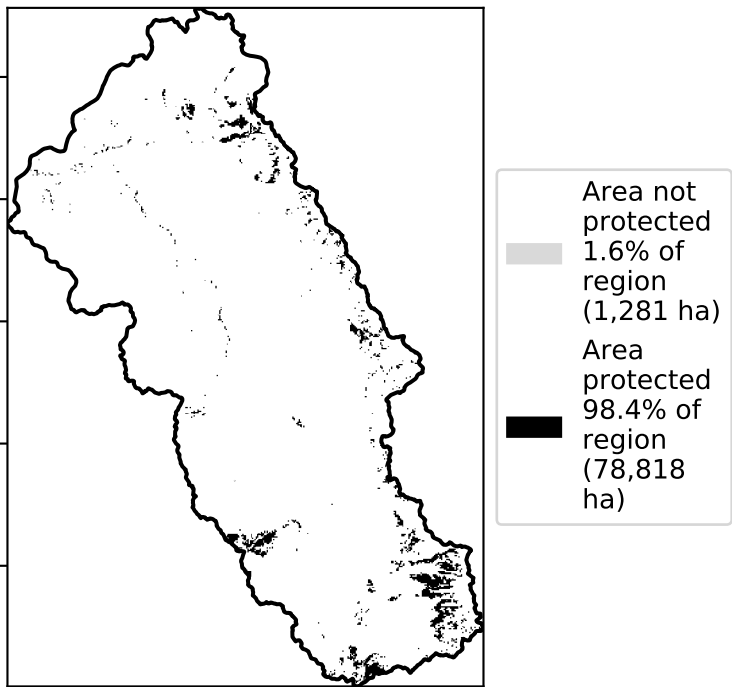 Area not
protected
1.6% of
region
(1,281 ha)
Area
protected
98.4% of
region
(78,818
ha)